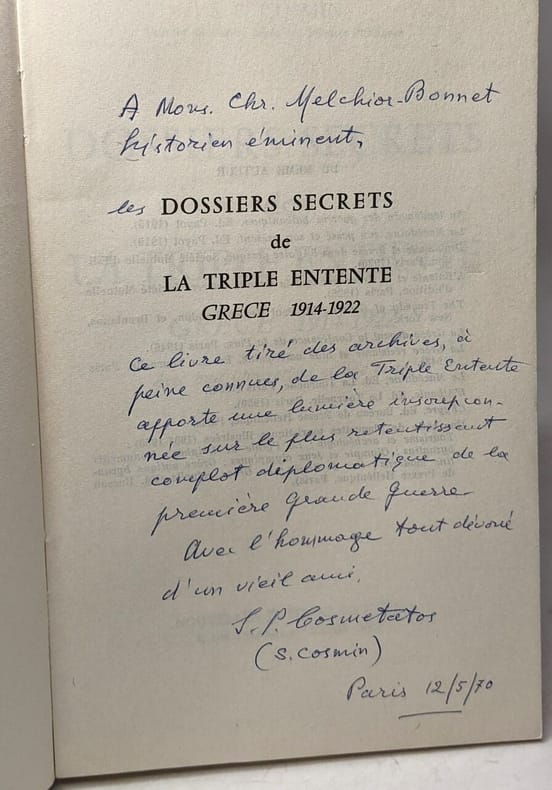 A Mons. Chr. Melchior-Bonnet
historien éminent,
les DOSSIERS SECRETS
de
LA TRIPLE ENTENTE
GRECE 1914-1922
Ce livre tiré des archives, à
peine connues, de la Triple Entente
apporte une lumière insoupçon-
née sur le plus retentissant
complot diplomatique de la
première Grande Guerre
Avec l'hommage tout dévoué
d'un vieil ami,
S. P. Cosmetatos
(S. Cosmin)
Paris 12/5/70